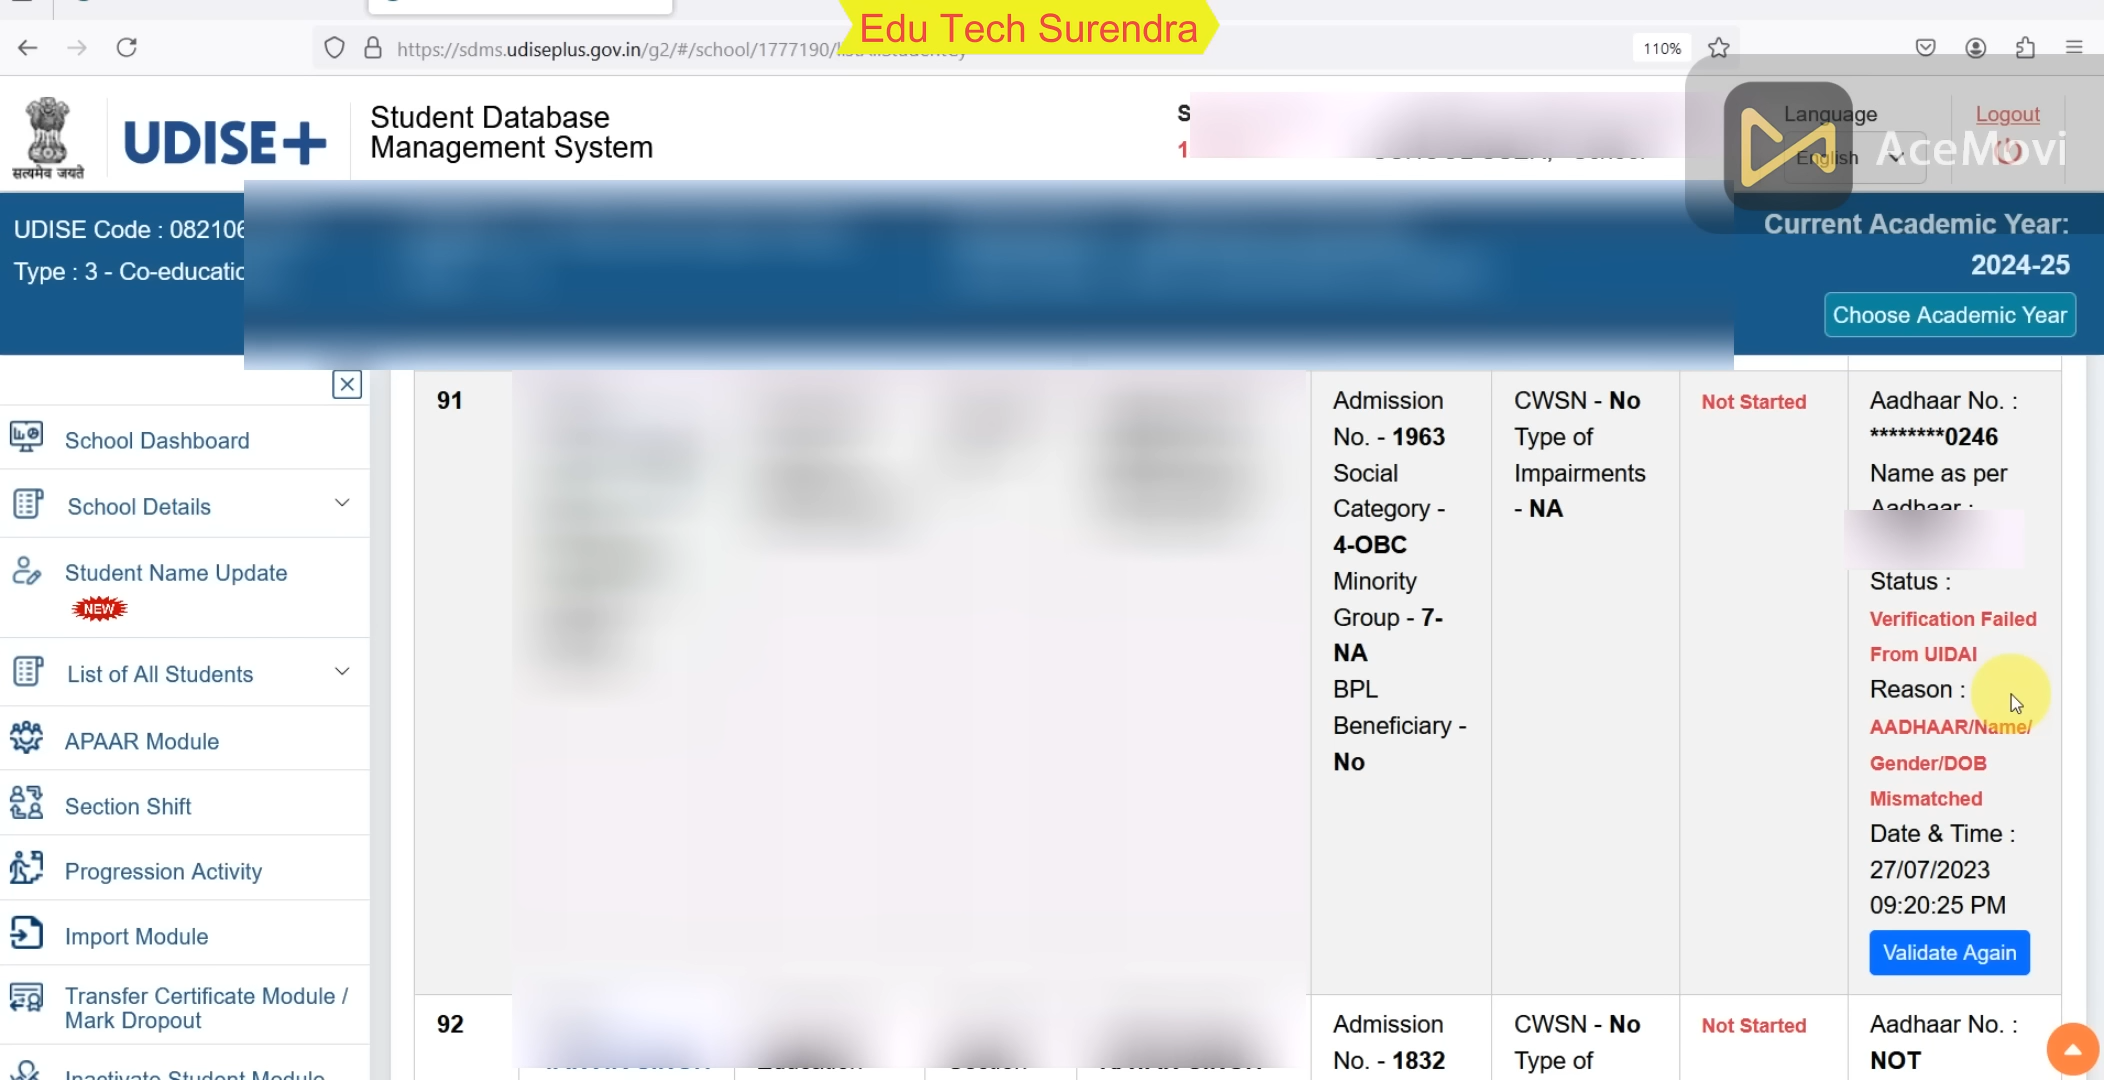 Edu Tech Surendra
https://sdms.udiseplus.gov.in/g2/#/school/1777190/
110%
सत्यमेव जयते
UDISE+
Student Database
Management System
S
1
Language
English
Logout
AceMovi
UDISE Code : 082106
Type : 3 - Co-educatio
Current Academic Year:
2024-25
Choose Academic Year
School Dashboard
School Details
Student Name Update
NEW
List of All Students
APAAR Module
Section Shift
Progression Activity
Import Module
Transfer Certificate Module /
Mark Dropout
Inactivate Student Module
91
Admission
No. - 1963
Social
Category -
4-OBC
Minority
Group - 7-
NA
BPL
Beneficiary -
No
CWSN - No
Type of
Impairments
- NA
Not Started
Aadhaar No. :
********0246
Name as per
Aadhaar :
Status :
Verification Failed
From UIDAI
Reason :
AADHAAR/Name/
Gender/DOB
Mismatched
Date & Time :
27/07/2023
09:20:25 PM
Validate Again
92
Admission
No. - 1832
CWSN - No
Type of
Not Started
Aadhaar No. :
NOT